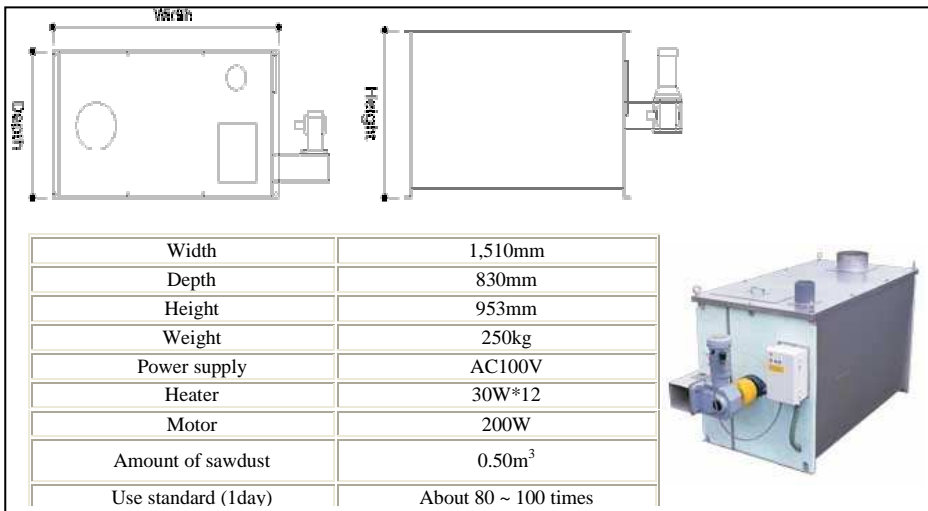 Width
Depth
Height
Width 1,510mm
Depth 830mm
Height 953mm
Weight 250kg
Power supply AC100V
Heater 30W*12
Motor 200W
Amount of sawdust 0.50m³
Use standard (1day) About 80 ~ 100 times